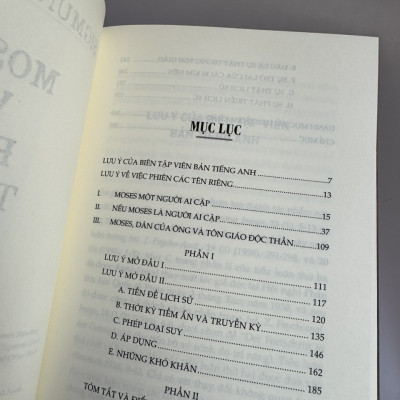 MỤC LỤC
LƯU Ý CỦA BIÊN TẬP VIÊN BẢN TIẾNG ANH 7
LƯU Ý VỀ VIỆC PHIÊN CÁC TÊN RIÊNG 13
I. MOSES MỘT NGƯỜI AI CẬP 15
II. NẾU MOSES LÀ NGƯỜI AI CẬP 37
III. MOSES, DÂN CỦA ÔNG VÀ TÔN GIÁO ĐỘC THẦN 109
PHẦN I
LƯU Ý MỞ ĐẦU I 111
LƯU Ý MỞ ĐẦU II 117
A. TIỀN ĐỀ LỊCH SỬ 120
B. THỜI KỲ TIỀM ẨN VÀ TRUYỀN KỲ 135
C. PHÉP LOẠI SUY 146
D. ÁP DỤNG 162
E. NHỮNG KHÓ KHĂN 185
PHẦN II
TÓM TẮT VÀ